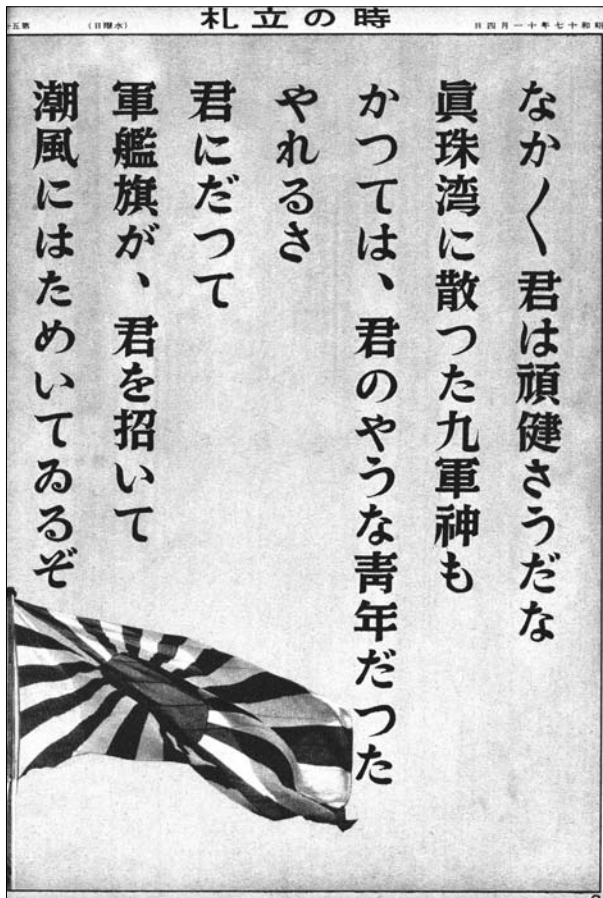 昭和十七年十一月四日
時の立札
(水曜日)
第五十
なか〳〵君は頑健さうだな
眞珠湾に散つた九軍神も
かつては、君のやうな青年だつた
やれるさ
君にだつて
軍艦旗が、君を招いて
潮風にはためいてゐるぞ